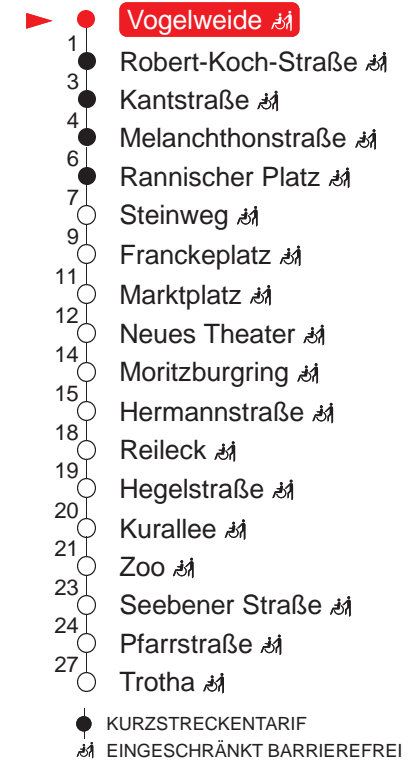 Vogelweide
1
Robert-Koch-Straße
3
Kantstraße
4
Melanchthonstraße
6
Rannischer Platz
7
Steinweg
9
Franckeplatz
11
Marktplatz
12
Neues Theater
14
Moritzburgring
15
Hermannstraße
18
Reileck
19
Hegelstraße
20
Kurallee
21
Zoo
23
Seebener Straße
24
Pfarrstraße
27
Trotha
KURZSTRECKENTARIF
EINGESCHRÄNKT BARRIEREFREI